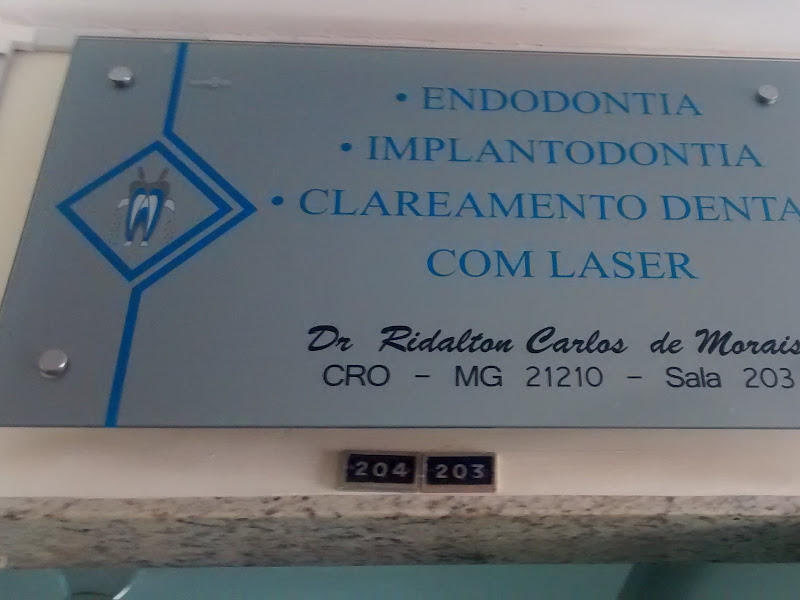 • ENDODONTIA
• IMPLANTODONTIA
• CLAREAMENTO DENTA
COM LASER
Dr Ridalton Carlos de Morais
CRO - MG 21210 - Sala 203
204 203